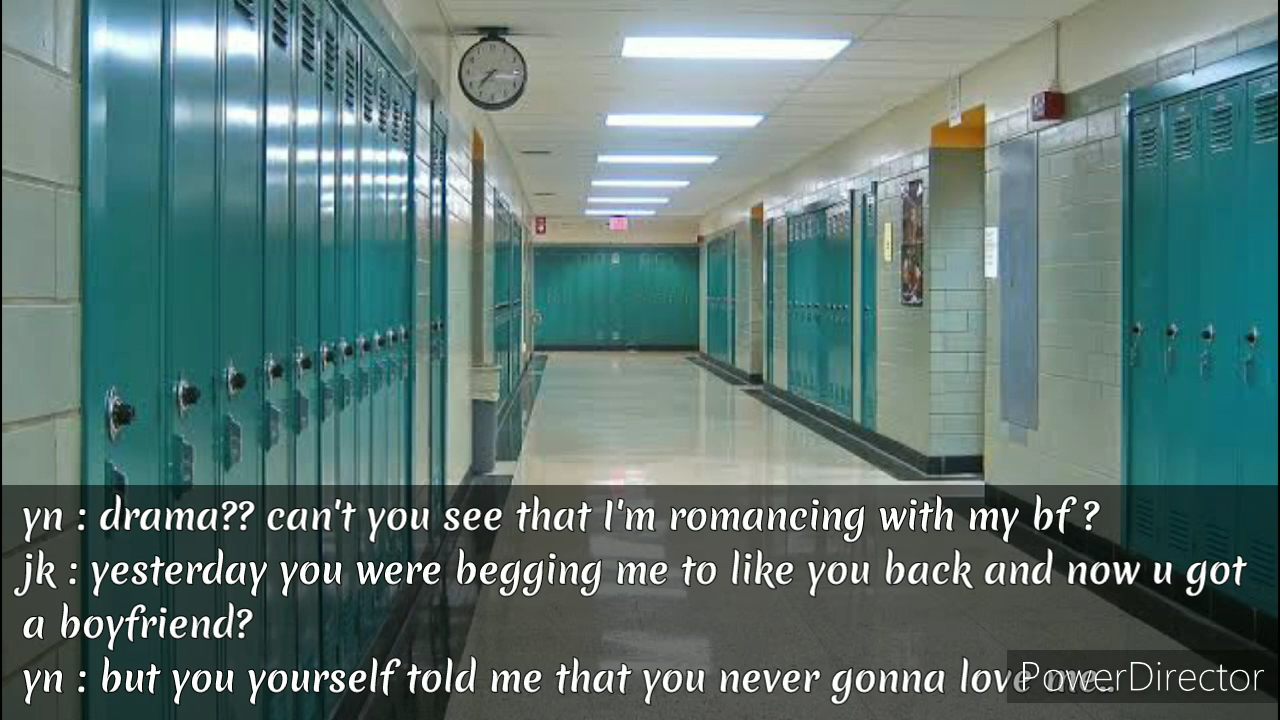 yn : drama?? can't you see that I'm romancing with my bf ?
jk : yesterday you were begging me to like you back and now u got
a boyfriend?
yn : but you yourself told me that you never gonna love me..
PowerDirector